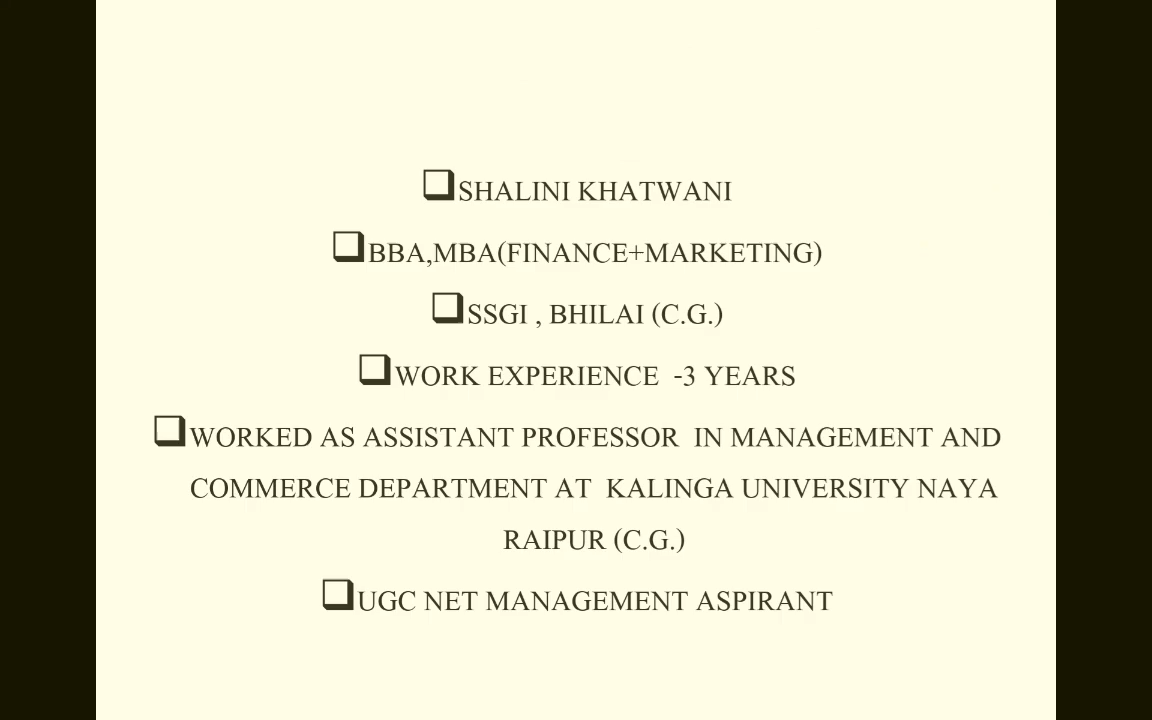 ❑SHALINI KHATWANI
❑BBA,MBA(FINANCE+MARKETING)
❑SSGI , BHILAI (C.G.)
❑WORK EXPERIENCE  -3 YEARS
❑WORKED AS ASSISTANT PROFESSOR  IN MANAGEMENT AND
COMMERCE DEPARTMENT AT  KALINGA UNIVERSITY NAYA
RAIPUR (C.G.)
❑UGC NET MANAGEMENT ASPIRANT